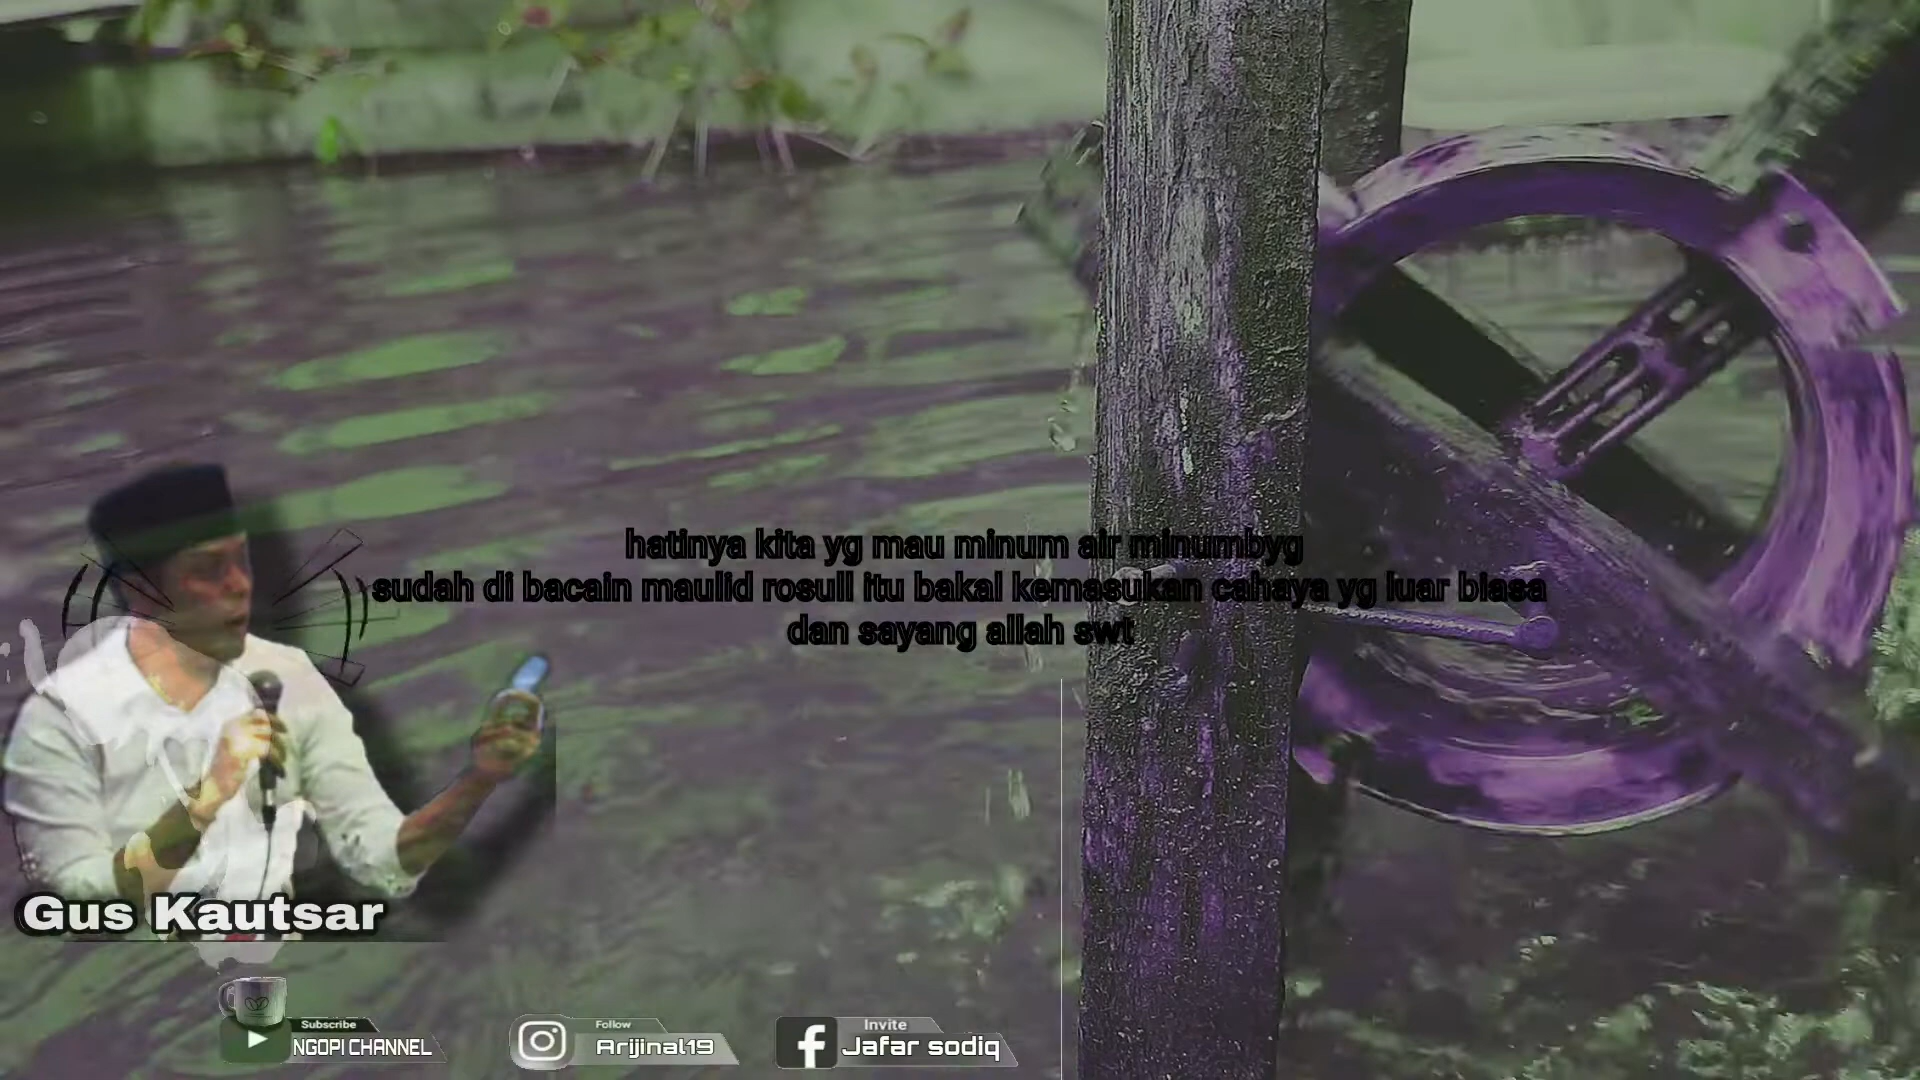 hatinya kita yg mau minum air minumbyg
sudah di bacain maulid rosull itu bakal kemasukan cahaya yg luar biasa
dan sayang allah swt
Gus Kautsar
Subscribe
NGOPI CHANNEL
Follow
Arijinal19
Invite
Jafar sodiq